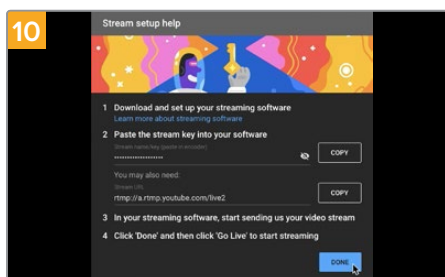 10
Stream setup help
1 Download and set up your streaming software
Learn more about streaming software
2 Paste the stream key into your software
Stream name/key (paste in encoder)
•••••••••••••••••••
COPY
You may also need:
Stream URL
rtmp://a.rtmp.youtube.com/live2
COPY
3 In your streaming software, start sending us your video stream
4 Click 'Done' and then click 'Go Live' to start streaming
DONE